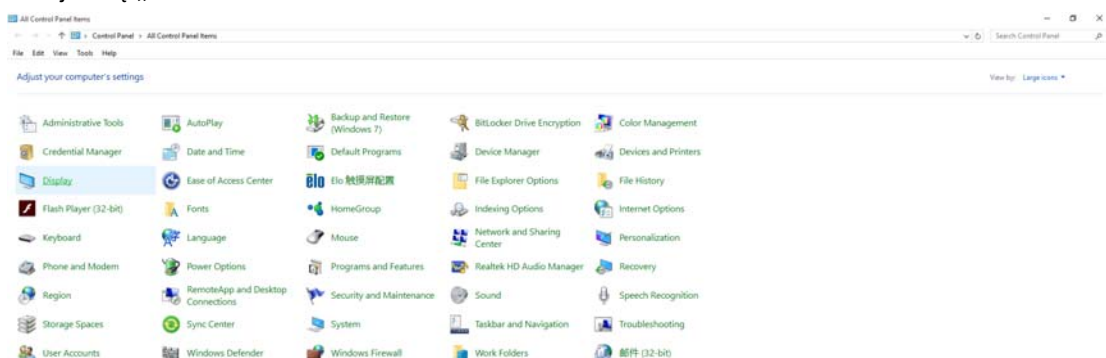 All Control Panel Items
Control Panel > All Control Panel Items
Search Control Panel
File Edit View Tools Help
Adjust your computer's settings
View by: Large icons
Administrative Tools
AutoPlay
Backup and Restore
(Windows 7)
BitLocker Drive Encryption
Color Management
Credential Manager
Date and Time
Default Programs
Device Manager
Devices and Printers
Display
Ease of Access Center
elo Elo 触摸屏配置
File Explorer Options
File History
Flash Player (32-bit)
Fonts
HomeGroup
Indexing Options
Internet Options
Keyboard
Language
Mouse
Network and Sharing
Center
Personalization
Phone and Modem
Power Options
Programs and Features
Realtek HD Audio Manager
Recovery
Region
RemoteApp and Desktop
Connections
Security and Maintenance
Sound
Speech Recognition
Storage Spaces
Sync Center
System
Taskbar and Navigation
Troubleshooting
User Accounts
Windows Defender
Windows Firewall
Work Folders
邮件 (32-bit)